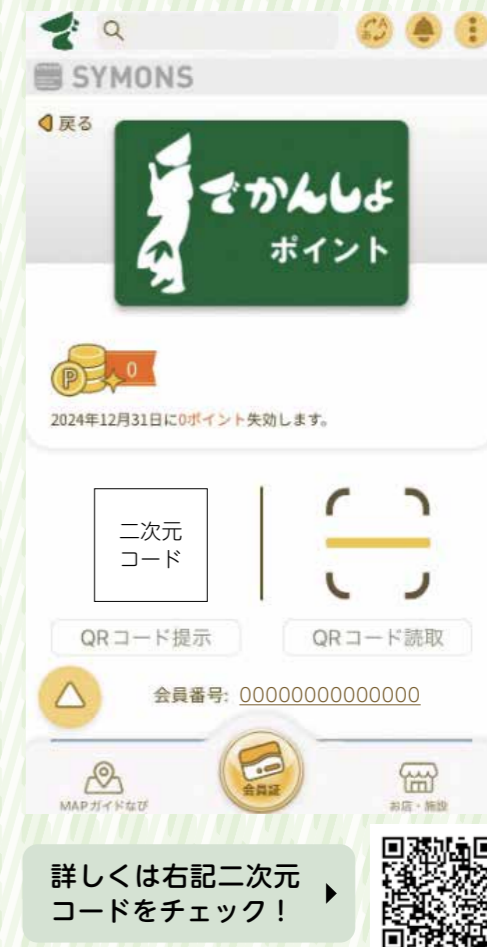 SYMONS
戻る
でかんしょ
ポイント
P
0
2024年12月31日に0ポイント失効します。
二次元
コード
QRコード提示
QRコード読取
会員番号: 00000000000000
MAPガイドなび
会員証
お店・施設
詳しくは右記二次元
コードをチェック！